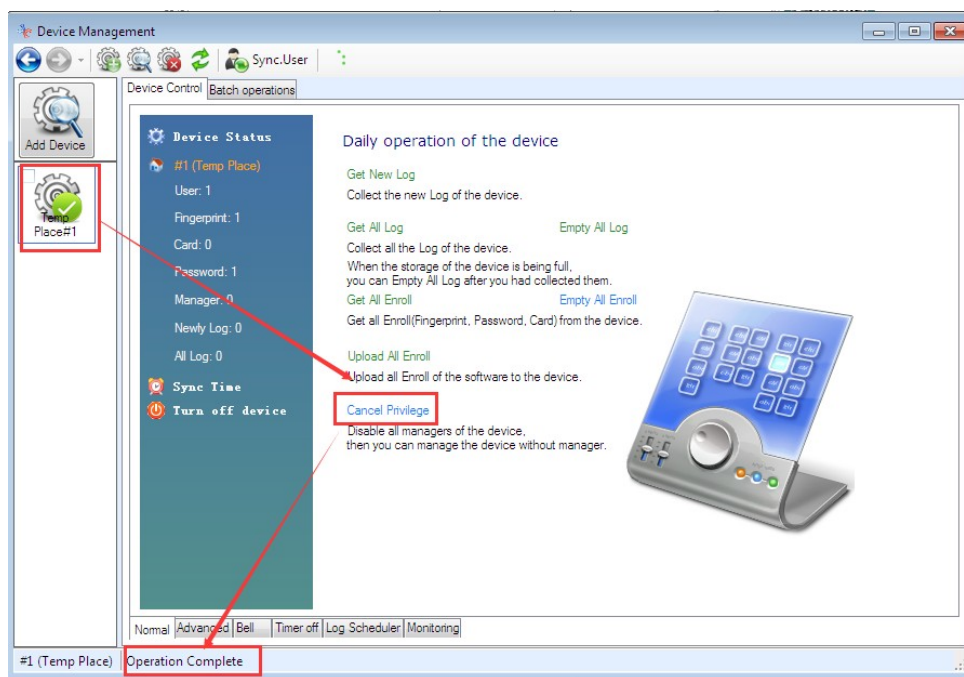 Device Management
Sync.User
Device Control Batch operations
Add Device
Temp
Place#1
Device Status
#1 (Temp Place)
User: 1
Fingerprint: 1
Card: 0
Password: 1
Manager: 0
Newly Log: 0
All Log: 0
Sync Time
Turn off device
Daily operation of the device
Get New Log
Collect the new Log of the device.
Get All Log Empty All Log
Collect all the Log of the device.
When the storage of the device is being full,
you can Empty All Log after you had collected them.
Get All Enroll Empty All Enroll
Get all Enroll(Fingerprint, Password, Card) from the device.
Upload All Enroll
Upload all Enroll of the software to the device.
Cancel Privilege
Disable all managers of the device,
then you can manage the device without manager.
Normal Advanced Bell Timer off Log Scheduler Monitoring
#1 (Temp Place) Operation Complete